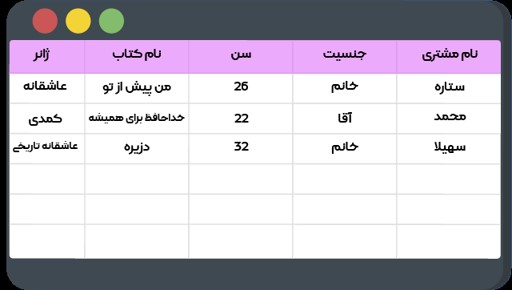 نام مشتری جنسیت سن نام کتاب ژانر
ستاره خانم 26 من پیش از تو عاشقانه
محمد آقا 22 خداحافظ برای همیشه کمدی
سهیلا خانم 32 دزیره عاشقانه تاریخی